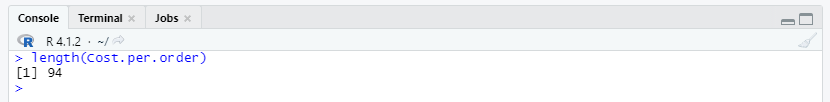 Console Terminal × Jobs ×
R R 4.1.2 · ~/
> length(Cost.per.order)
[1] 94
>